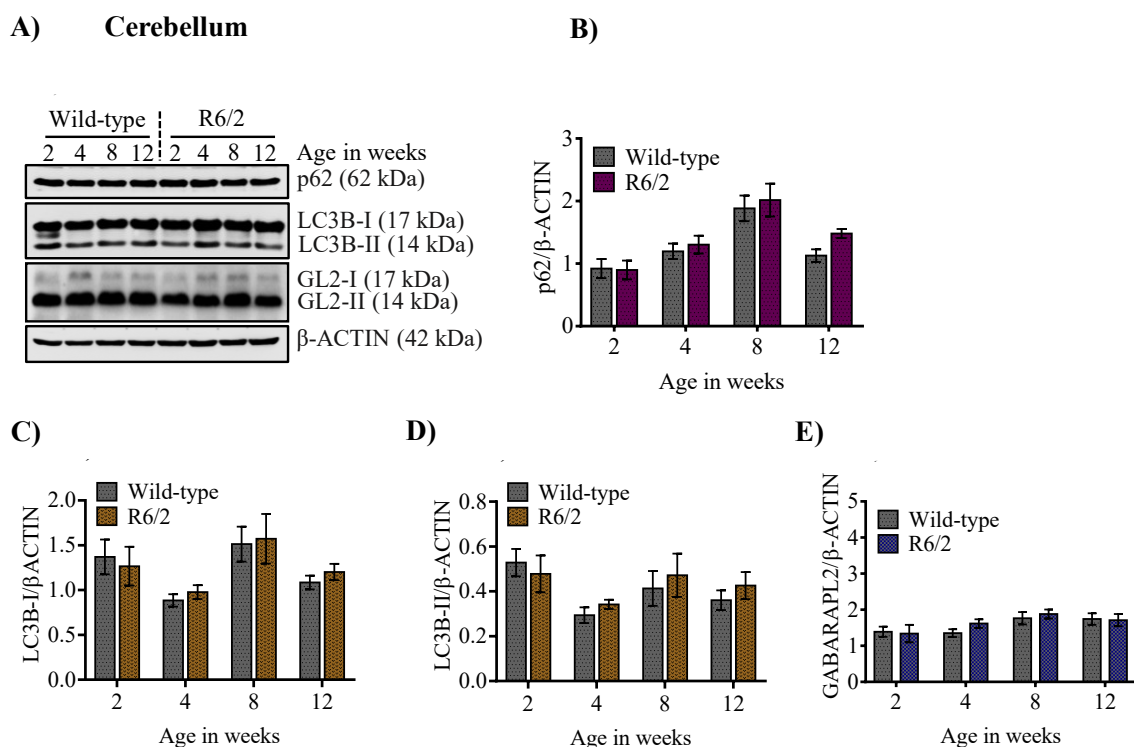 A) Cerebellum
Wild-type R6/2
2 4 8 12 2 4 8 12 Age in weeks
p62 (62 kDa)
LC3B-I (17 kDa)
LC3B-II (14 kDa)
GL2-I (17 kDa)
GL2-II (14 kDa)
β-ACTIN (42 kDa)
B)
p62/β-ACTIN
3
2
1
0
Wild-type
R6/2
2 4 8 12
Age in weeks
C)
LC3B-I/βACTIN
2.0
1.5
1.0
0.5
0.0
Wild-type
R6/2
2 4 8 12
Age in weeks
D)
LC3B-II/β-ACTIN
0.8
0.6
0.4
0.2
0.0
Wild-type
R6/2
2 4 8 12
Age in weeks
E)
GABARAPL2/β-ACTIN
5
4
3
2
1
0
Wild-type
R6/2
2 4 8 12
Age in weeks